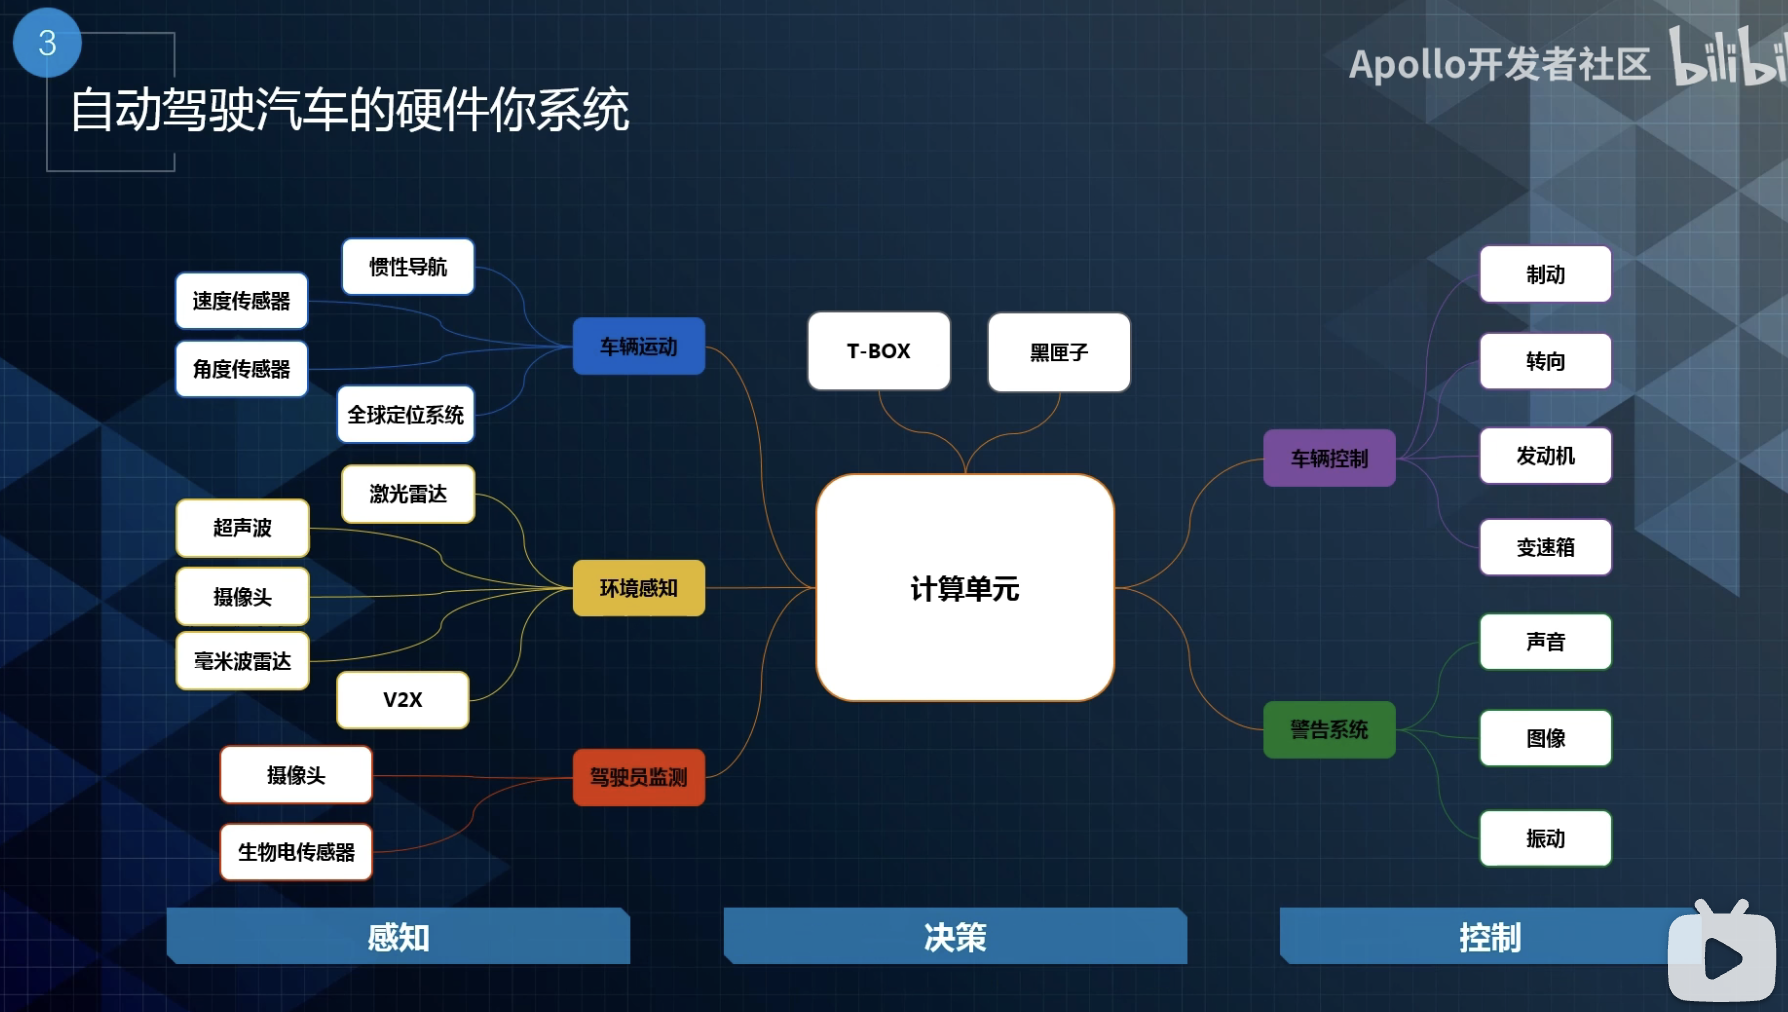 3
自动驾驶汽车的硬件你系统
Apollo开发者社区 bilibili
惯性导航
速度传感器
角度传感器
全球定位系统
车辆运动
激光雷达
超声波
摄像头
毫米波雷达
V2X
环境感知
摄像头
生物电传感器
驾驶员监测
T-BOX
黑匣子
计算单元
车辆控制
制动
转向
发动机
变速箱
警告系统
声音
图像
振动
感知
决策
控制